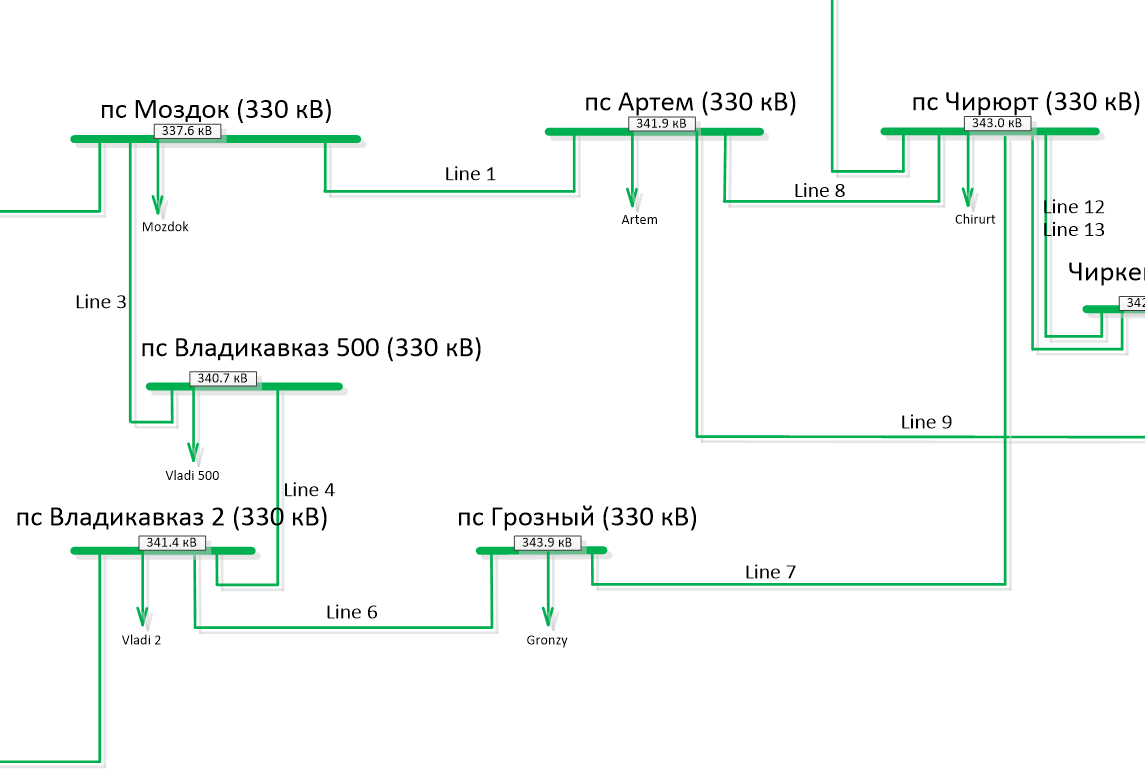 пс Моздок (330 кВ)
337.6 кВ
Mozdok
Line 1
пс Артем (330 кВ)
341.9 кВ
Artem
Line 8
пс Чирюрт (330 кВ)
343.0 кВ
Chirurt
Line 12
Line 13
Чирке
342
Line 3
пс Владикавказ 500 (330 кВ)
340.7 кВ
Vladi 500
Line 4
Line 9
пс Владикавказ 2 (330 кВ)
341.4 кВ
Vladi 2
Line 6
пс Грозный (330 кВ)
343.9 кВ
Gronzy
Line 7